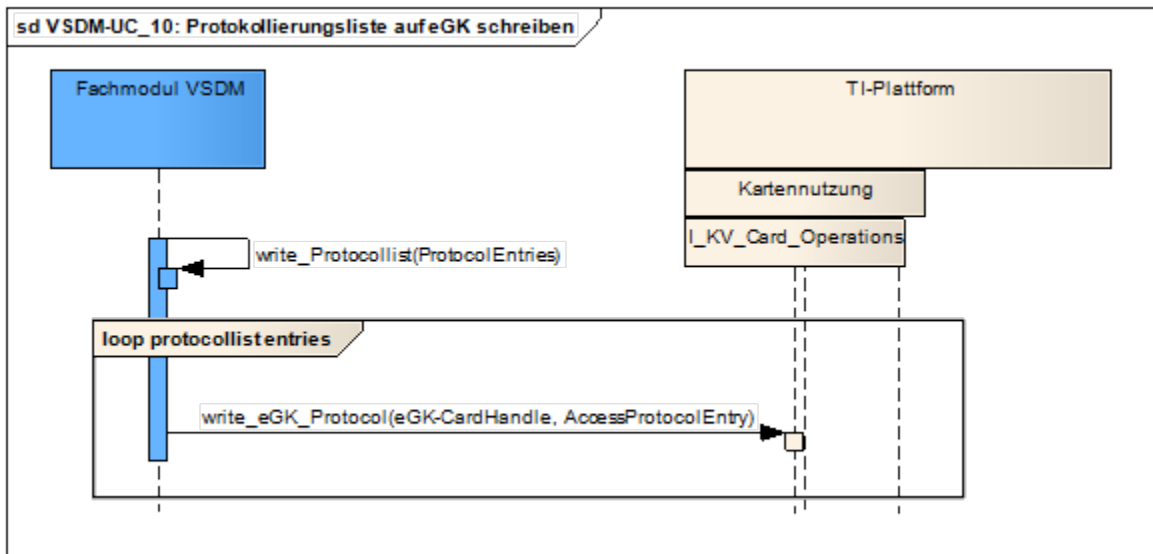 sd VSDM-UC_10: Protokollierungsliste auf eGK schreiben
Fachmodul VSDM
TI-Plattform
Kartennutzung
I_KV_Card_Operations
write_Protocollist(ProtocolEntries)
loop protocollist entries
write_eGK_Protocol(eGK-CardHandle, AccessProtocolEntry)